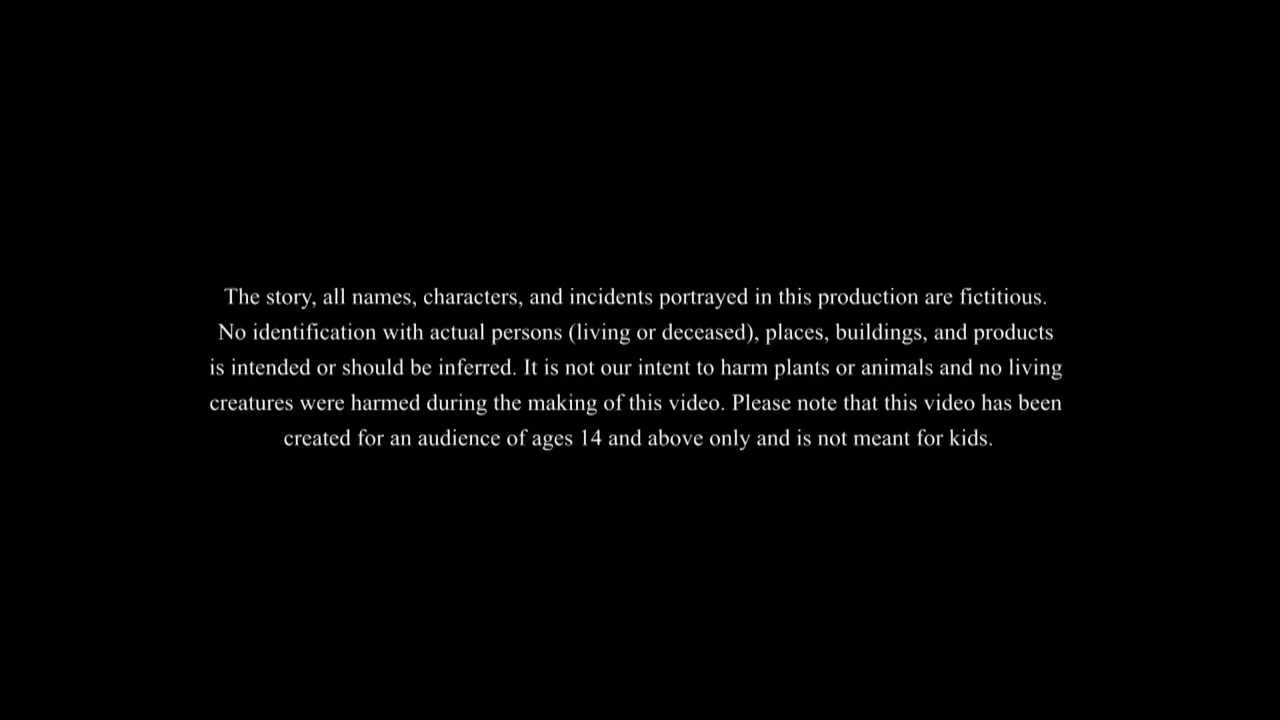 The story, all names, characters, and incidents portrayed in this production are fictitious.
No identification with actual persons (living or deceased), places, buildings, and products
is intended or should be inferred. It is not our intent to harm plants or animals and no living
creatures were harmed during the making of this video. Please note that this video has been
created for an audience of ages 14 and above only and is not meant for kids.